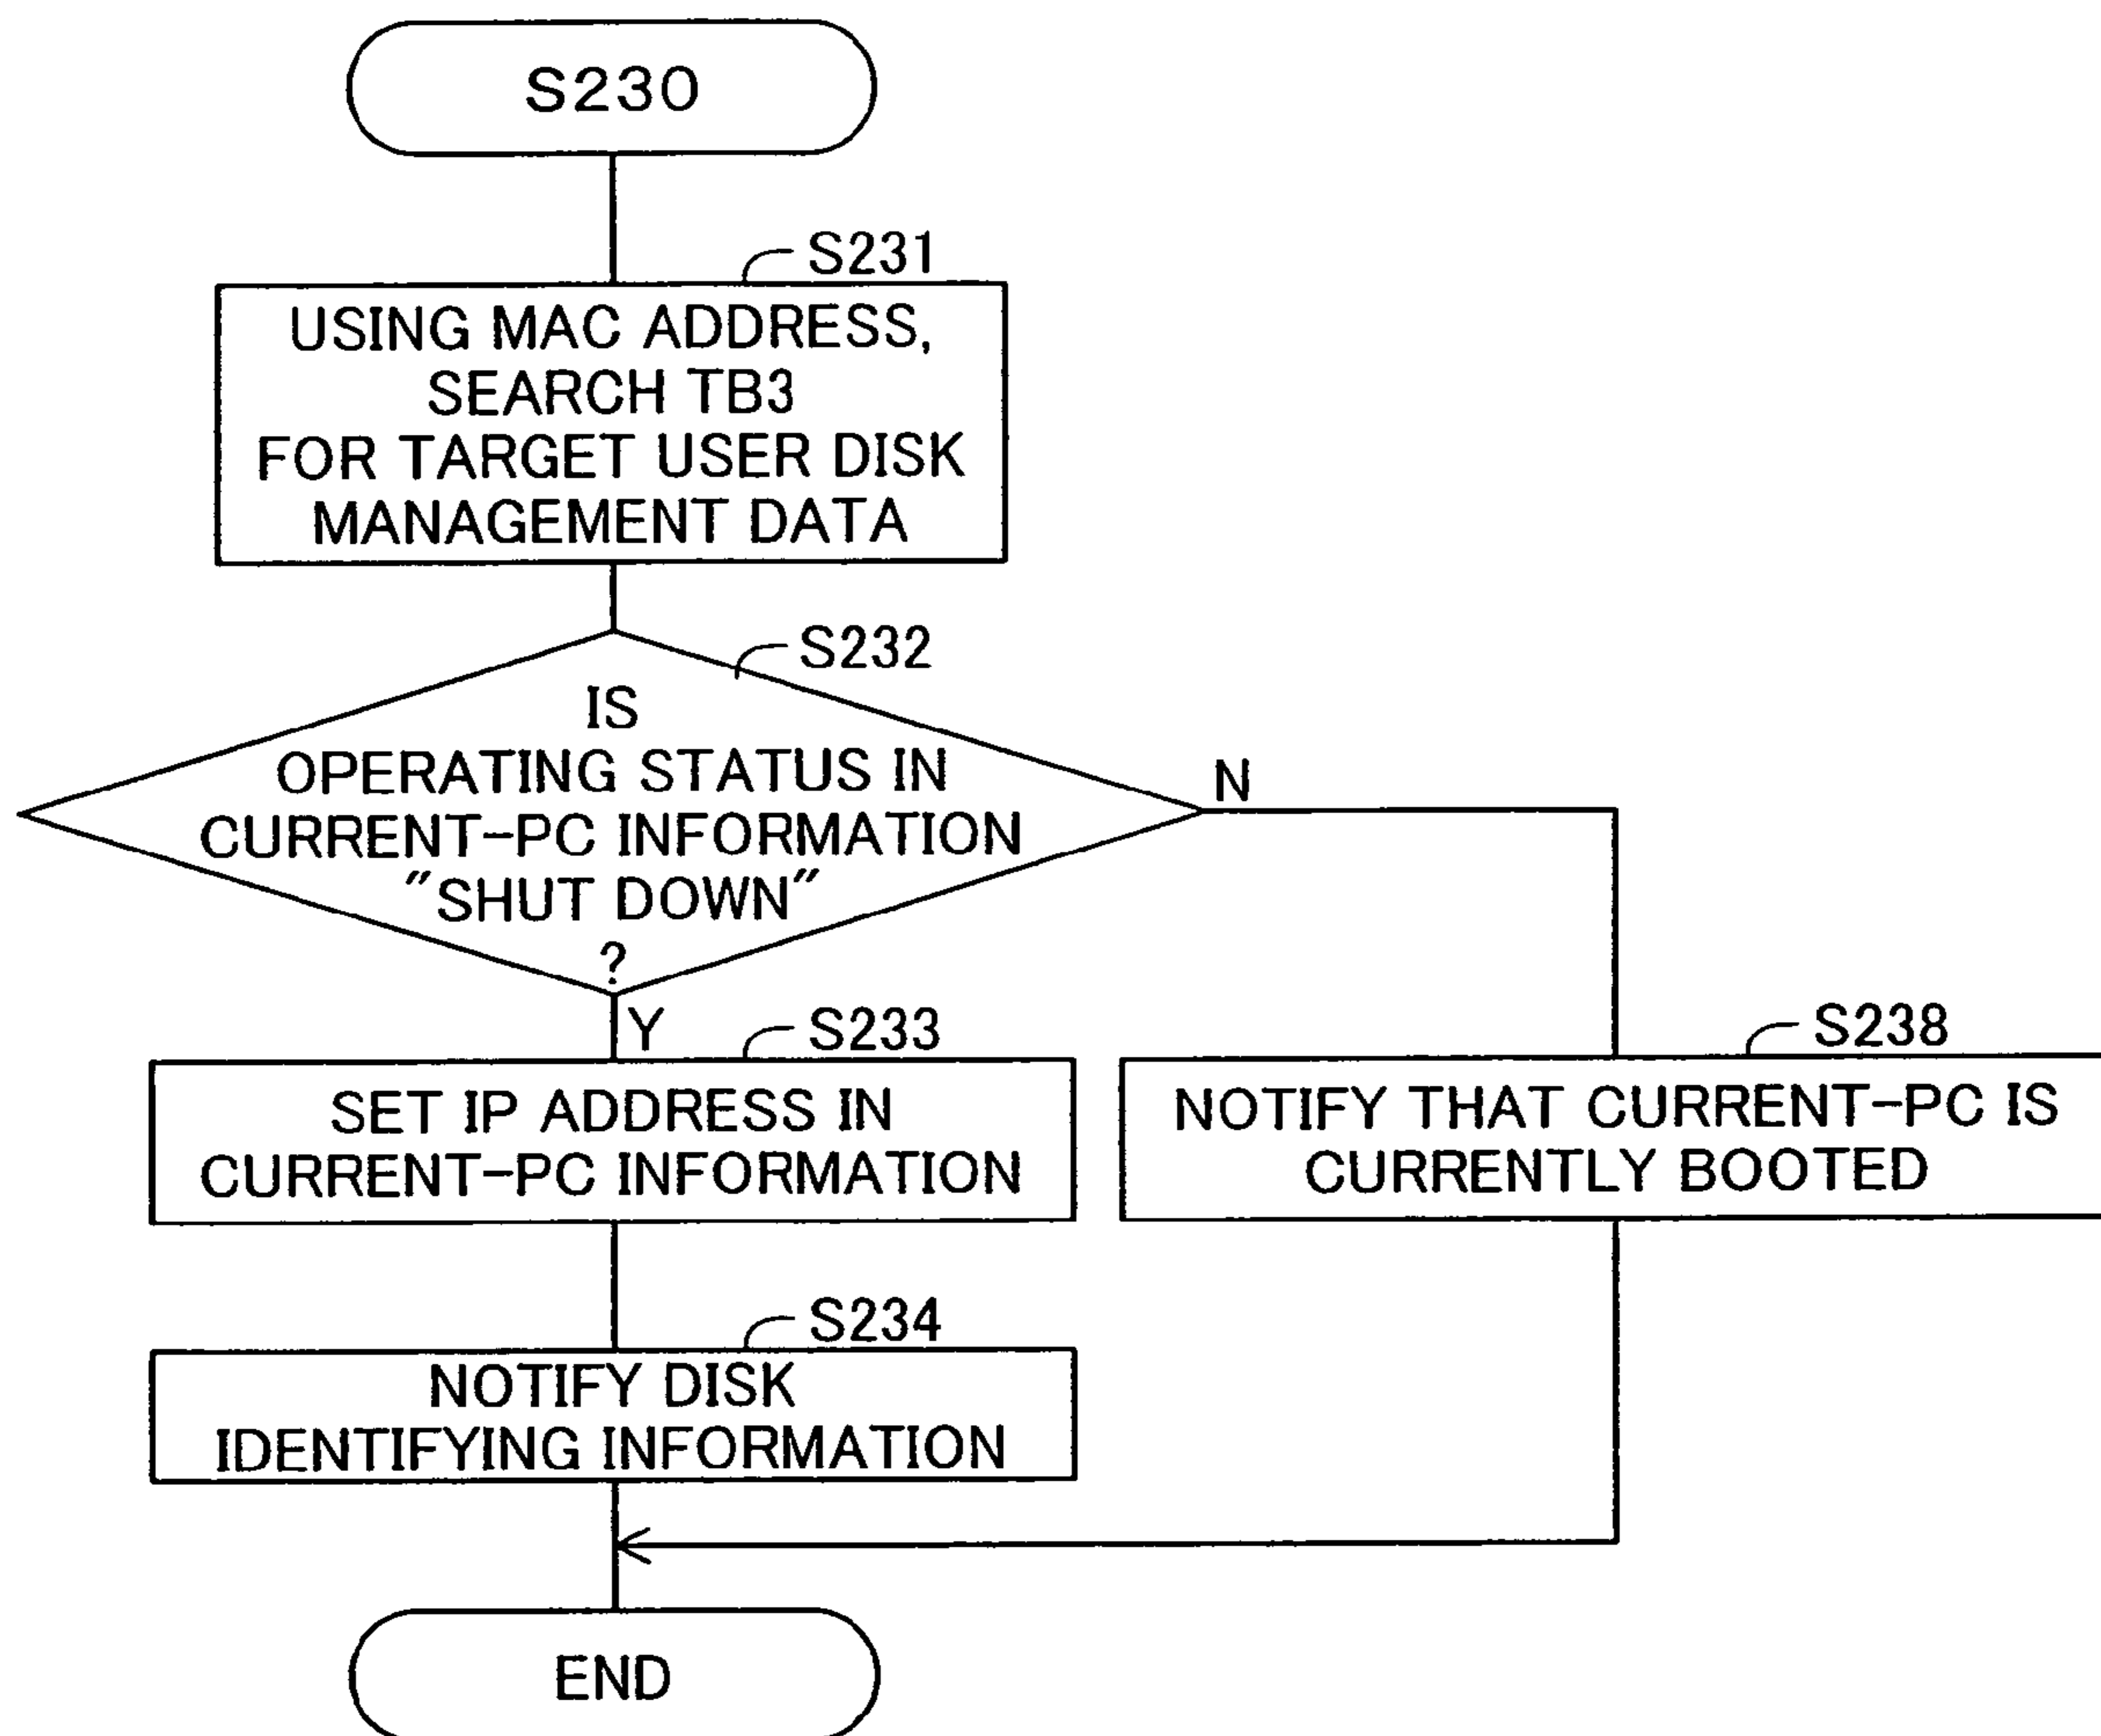 S230
S231
USING MAC ADDRESS,
SEARCH TB3
FOR TARGET USER DISK
MANAGEMENT DATA
S232
IS
OPERATING STATUS IN
CURRENT-PC INFORMATION
"SHUT DOWN"
?
N
Y
S233
SET IP ADDRESS IN
CURRENT-PC INFORMATION
S238
NOTIFY THAT CURRENT-PC IS
CURRENTLY BOOTED
S234
NOTIFY DISK
IDENTIFYING INFORMATION
END